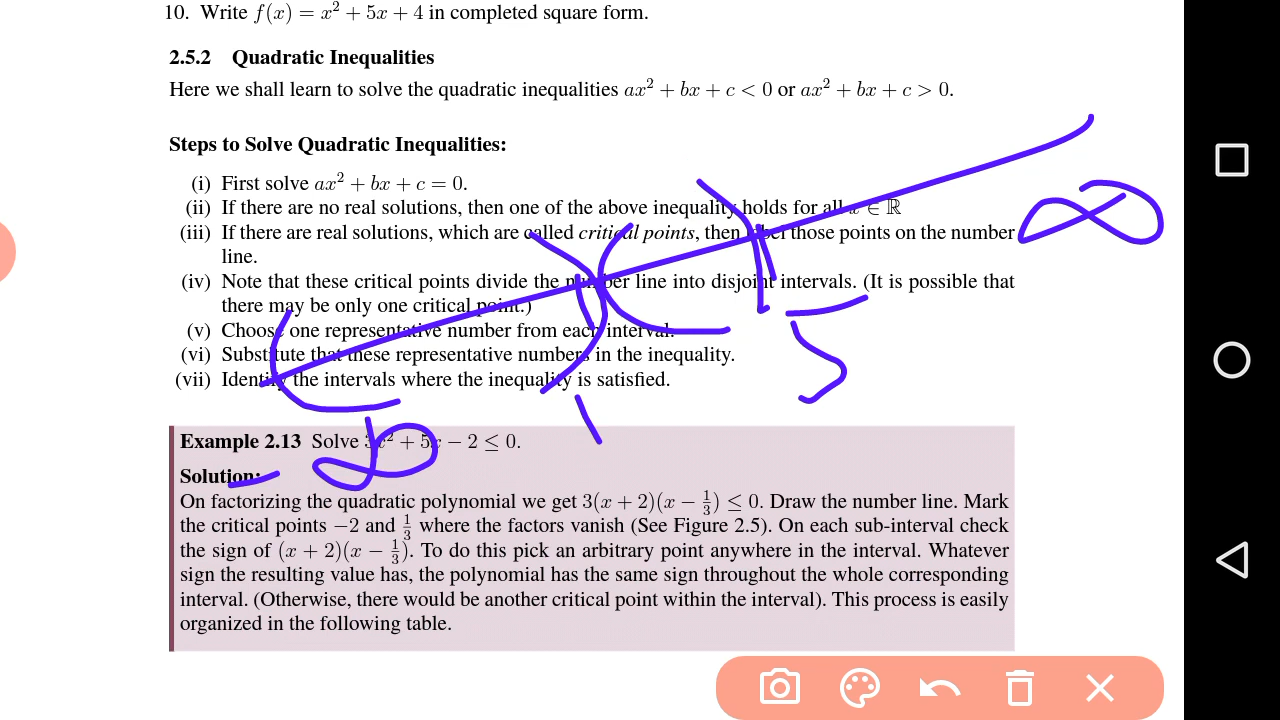 10. Write f(x) = x² + 5x + 4 in completed square form.
2.5.2 Quadratic Inequalities
Here we shall learn to solve the quadratic inequalities ax² + bx + c < 0 or ax² + bx + c > 0.
Steps to Solve Quadratic Inequalities:
(i) First solve ax² + bx + c = 0.
(ii) If there are no real solutions, then one of the above inequality holds for all x ∈ ℝ
(iii) If there are real solutions, which are called critical points, then label those points on the number
line.
(iv) Note that these critical points divide the number line into disjoint intervals. (It is possible that
there may be only one critical point.)
(v) Choose one representative number from each interval.
(vi) Substitute that these representative numbers in the inequality.
(vii) Identify the intervals where the inequality is satisfied.
∞
5
1
-∞
Example 2.13 Solve 3x² + 5x − 2 ≤ 0.
Solution:
On factorizing the quadratic polynomial we get 3(x + 2)(x − 1/3) ≤ 0. Draw the number line. Mark
the critical points −2 and 1/3 where the factors vanish (See Figure 2.5). On each sub-interval check
the sign of (x + 2)(x − 1/3). To do this pick an arbitrary point anywhere in the interval. Whatever
sign the resulting value has, the polynomial has the same sign throughout the whole corresponding
interval. (Otherwise, there would be another critical point within the interval). This process is easily
organized in the following table.